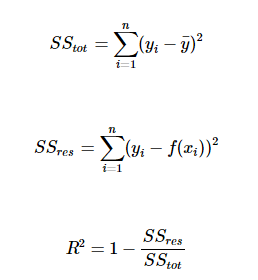 SS_{tot} = \sum_{i=1}^{n} (y_i - \bar{y})^2
SS_{res} = \sum_{i=1}^{n} (y_i - f(x_i))^2
R^2 = 1 - \frac{SS_{res}}{SS_{tot}}